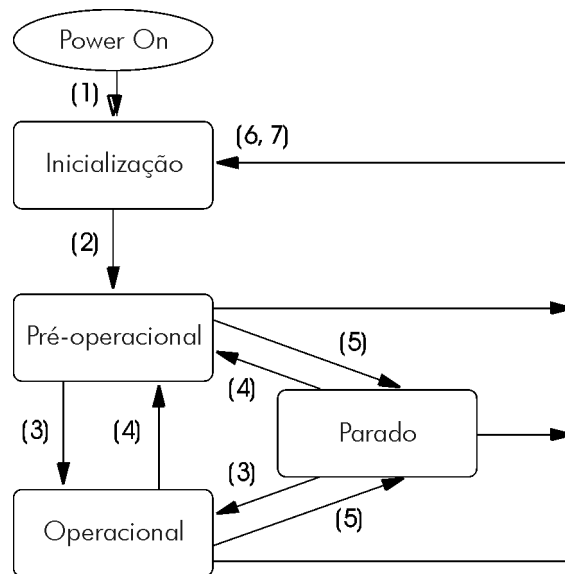 Power On
(1)
(6, 7)
Inicialização
(2)
Pré-operacional
(5)
(4)
(3)
(4)
Parado
(3)
(5)
Operacional